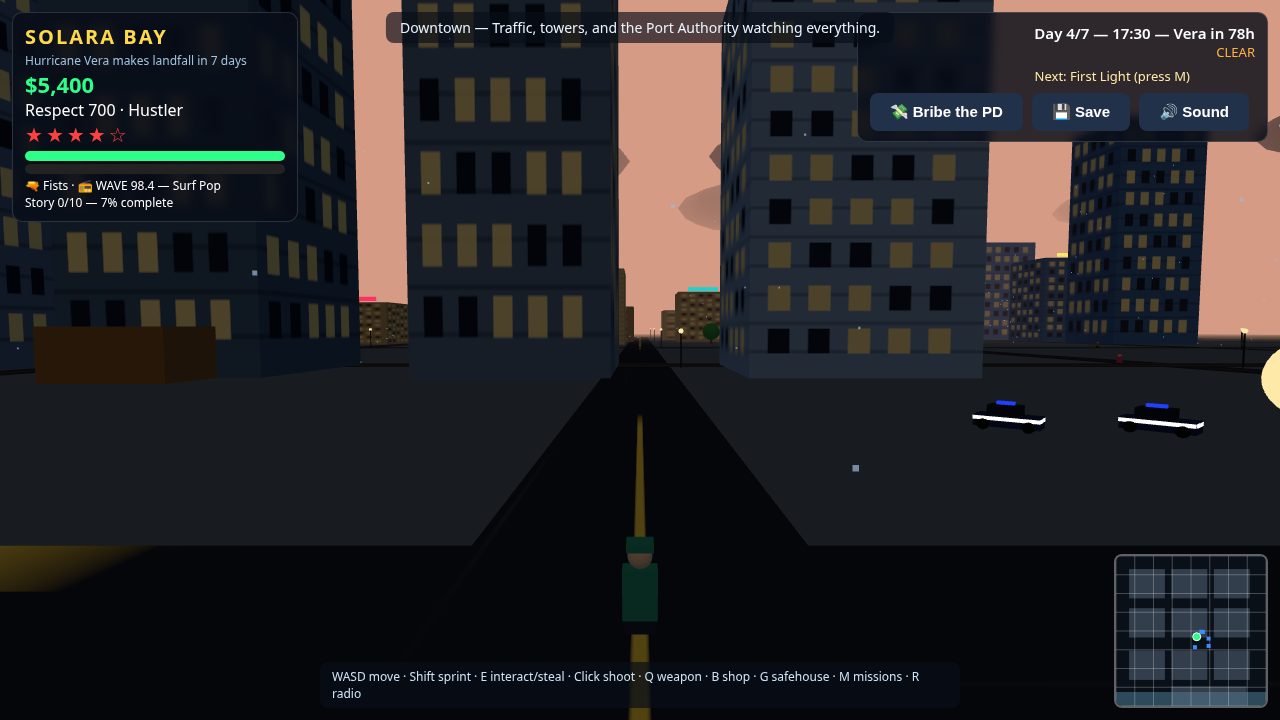 SOLARA BAY
Hurricane Vera makes landfall in 7 days
$5,400
Respect 700 · Hustler
★★★★☆
🔫 Fists · 📻 WAVE 98.4 — Surf Pop
Story 0/10 — 7% complete
Downtown — Traffic, towers, and the Port Authority watching everything.
Day 4/7 — 17:30 — Vera in 78h
CLEAR
Next: First Light (press M)
💸 Bribe the PD
💾 Save
🔊 Sound
WASD move · Shift sprint · E interact/steal · Click shoot · Q weapon · B shop · G safehouse · M missions · R
radio